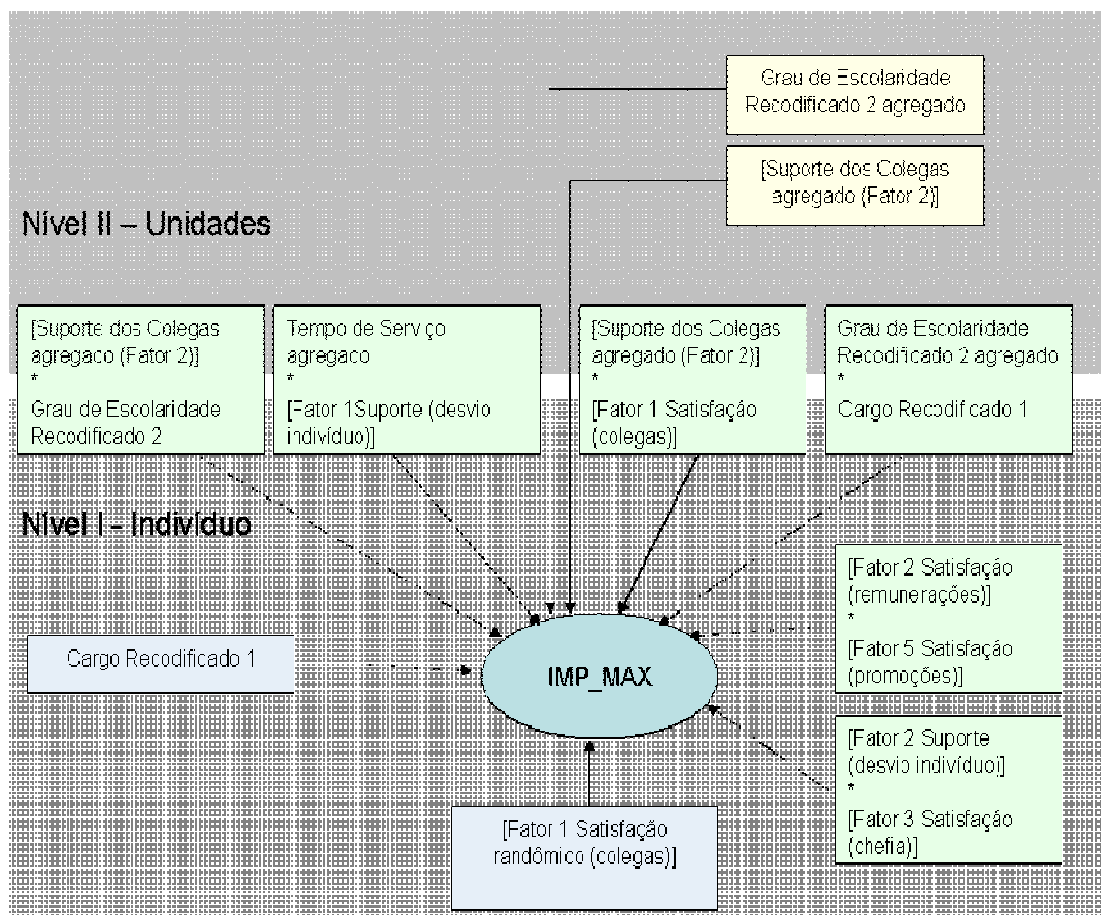 Grau de Escolaridade
Recodificado 2 agregado
[Suporte dos Colegas
agregado (Fator 2)]
Nível II – Unidades
[Suporte dos Colegas
agregaco (Fator 2)]
*
Grau de Escolaridade
Recodificado 2
Tempo de Serviço
agregaco
*
[Fator 1Suporte (desvio
indivíduo)]
[Suporte dos Colegas
agregado (Fator 2)]
*
[Fator 1 Satisfação
(colegas)]
Grau de Escolaridade
Recodificado 2 agregado
*
Cargo Recodificado 1
Nível I - Indivíduo
[Fator 2 Satisfação
(remunerações)]
*
[Fator 5 Satisfação
(promoções)]
Cargo Recodificado 1
IMP_MAX
[Fator 2 Suporte
(desvio indivíduo)]
*
[Fator 3 Satisfação
(chefia)]
[Fator 1 Satisfação
randômico (colegas)]